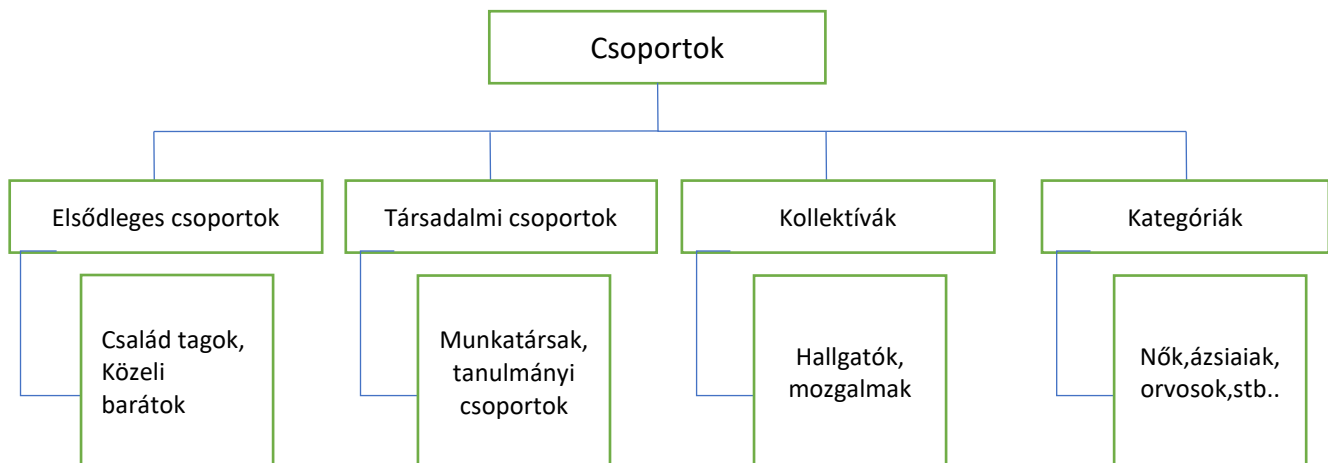 Csoportok
Elsődleges csoportok
Társadalmi csoportok
Kollektívák
Kategóriák
Család tagok,
Közeli
barátok
Munkatársak,
tanulmányi
csoportok
Hallgatók,
mozgalmak
Nők,ázsiaiak,
orvosok,stb..